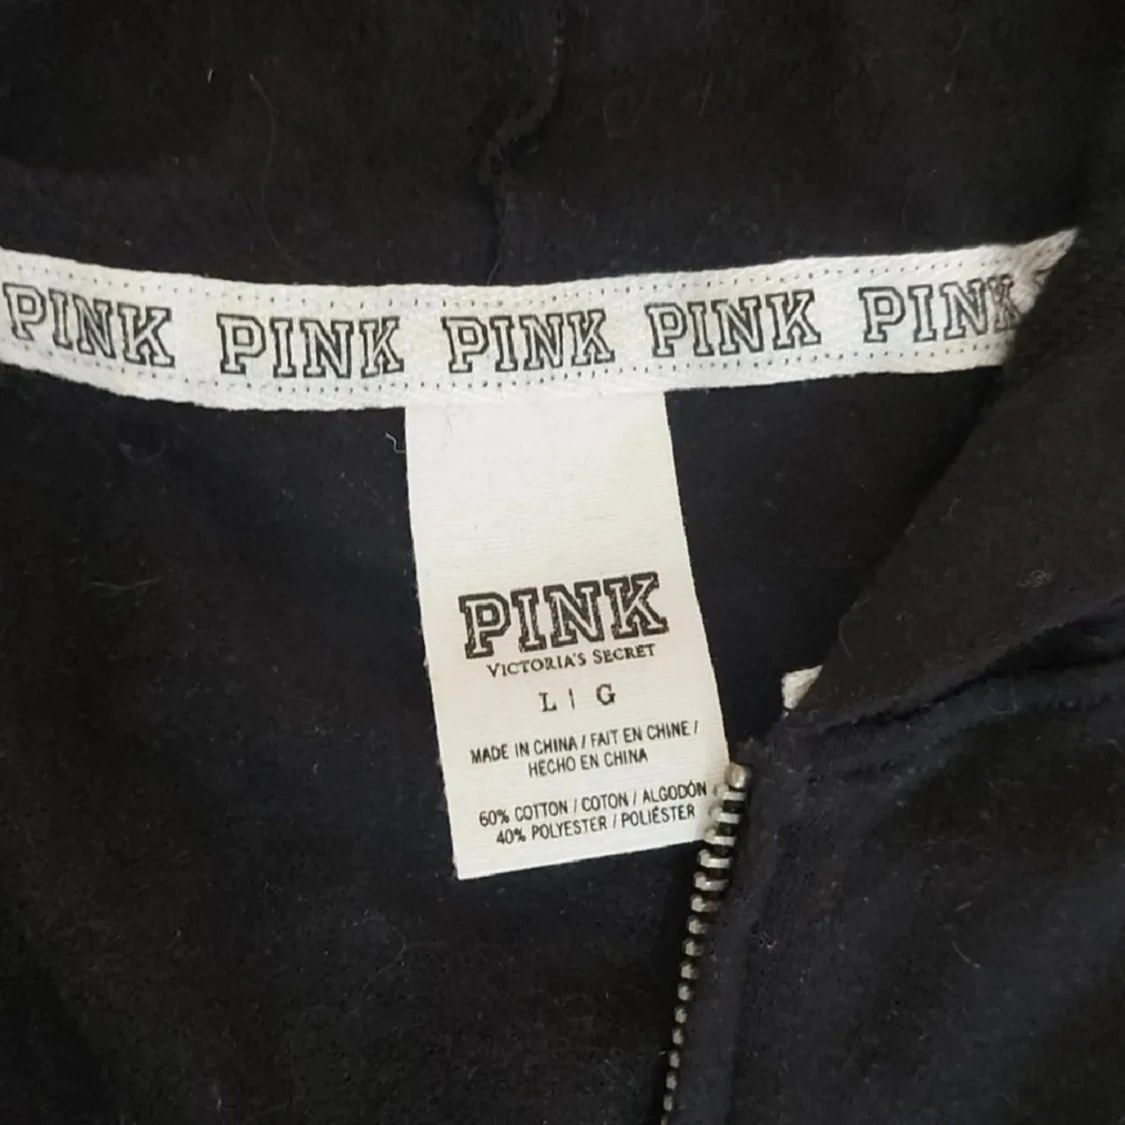 PINK PINK PINK PINK PINK
PINK
VICTORIA'S SECRET
L | G
MADE IN CHINA / FAIT EN CHINE /
HECHO EN CHINA
60% COTTON / COTON / ALGODÓN
40% POLYESTER / POLIÉSTER